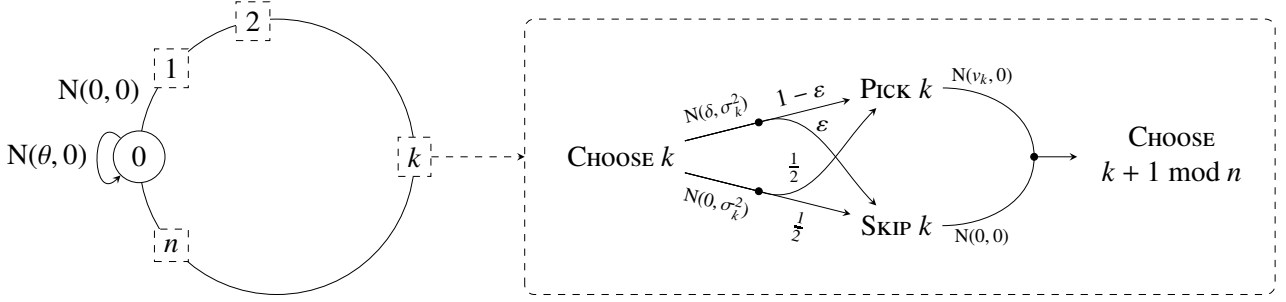 2
1
N(0, 0)
N(θ, 0)
0
k
n
N(δ, σ_k^2)
1 − ε
ε
PICK k
N(v_k, 0)
CHOOSE k
CHOOSE
k + 1 mod n
1/2
N(0, σ_k^2)
1/2
SKIP k
N(0, 0)